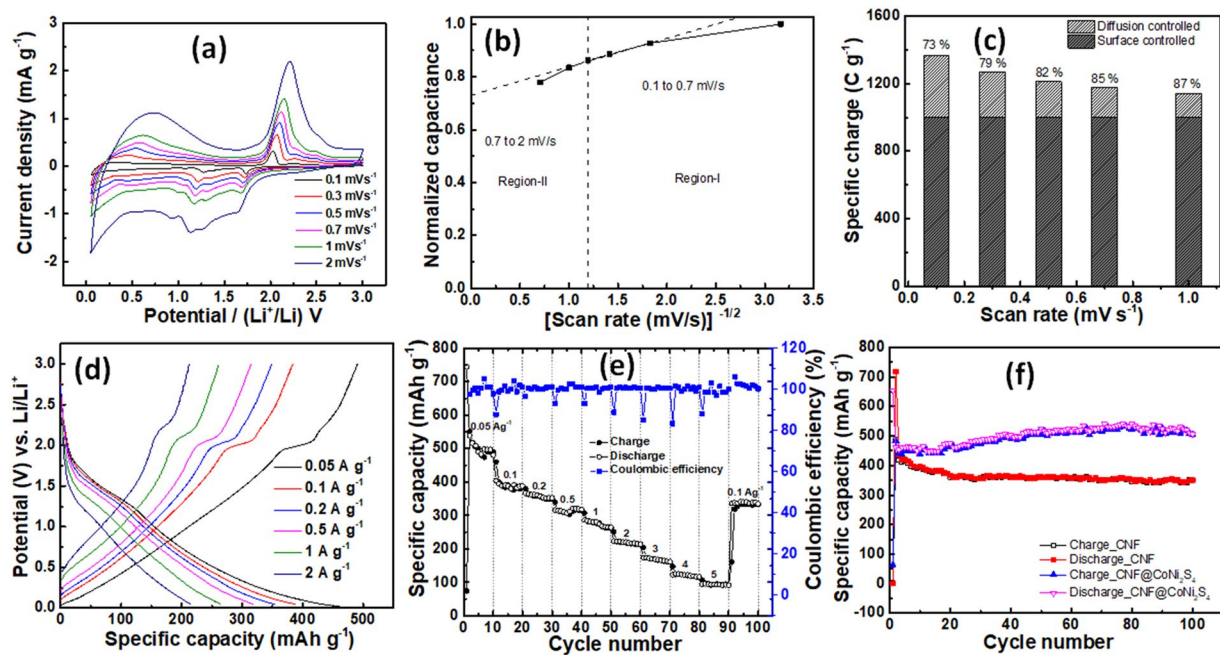 (a)
Current density (mA g⁻¹)
3
2
1
0
-1
-2
0.0 0.5 1.0 1.5 2.0 2.5 3.0
Potential / (Li⁺/Li) V
0.1 mVs⁻¹
0.3 mVs⁻¹
0.5 mVs⁻¹
0.7 mVs⁻¹
1 mVs⁻¹
2 mVs⁻¹
(b)
Normalized capacitance
1.0
0.8
0.6
0.4
0.2
0.0
0.0 0.5 1.0 1.5 2.0 2.5 3.0 3.5
[Scan rate (mV/s)] ⁻¹/²
0.1 to 0.7 mV/s
0.7 to 2 mV/s
Region-II
Region-I
(c)
Specific charge (C g⁻¹)
1600
1200
800
400
0
0.0 0.2 0.4 0.6 0.8 1.0
Scan rate (mV s⁻¹)
Diffusion controlled
Surface controlled
73 %
79 %
82 %
85 %
87 %
(d)
Potential (V) vs. Li/Li⁺
3.0
2.5
2.0
1.5
1.0
0.5
0.0
0 100 200 300 400 500
Specific capacity (mAh g⁻¹)
0.05 A g⁻¹
0.1 A g⁻¹
0.2 A g⁻¹
0.5 A g⁻¹
1 A g⁻¹
2 A g⁻¹
(e)
Specific capacity (mAh g⁻¹)
800
700
600
500
400
300
200
100
0
0 10 20 30 40 50 60 70 80 90 100
Cycle number
Coulombic efficiency (%)
120
100
80
60
40
20
0
0.05 Ag⁻¹
0.1
0.2
0.5
1
2
3
4
5
0.1 Ag⁻¹
Charge
Discharge
Coulombic efficiency
(f)
Specific capacity (mAh g⁻¹)
800
700
600
500
400
300
200
100
0
-100
0 20 40 60 80 100
Cycle number
Charge_CNF
Discharge_CNF
Charge_CNF@CoNi₂S₄
Discharge_CNF@CoNi₂S₄